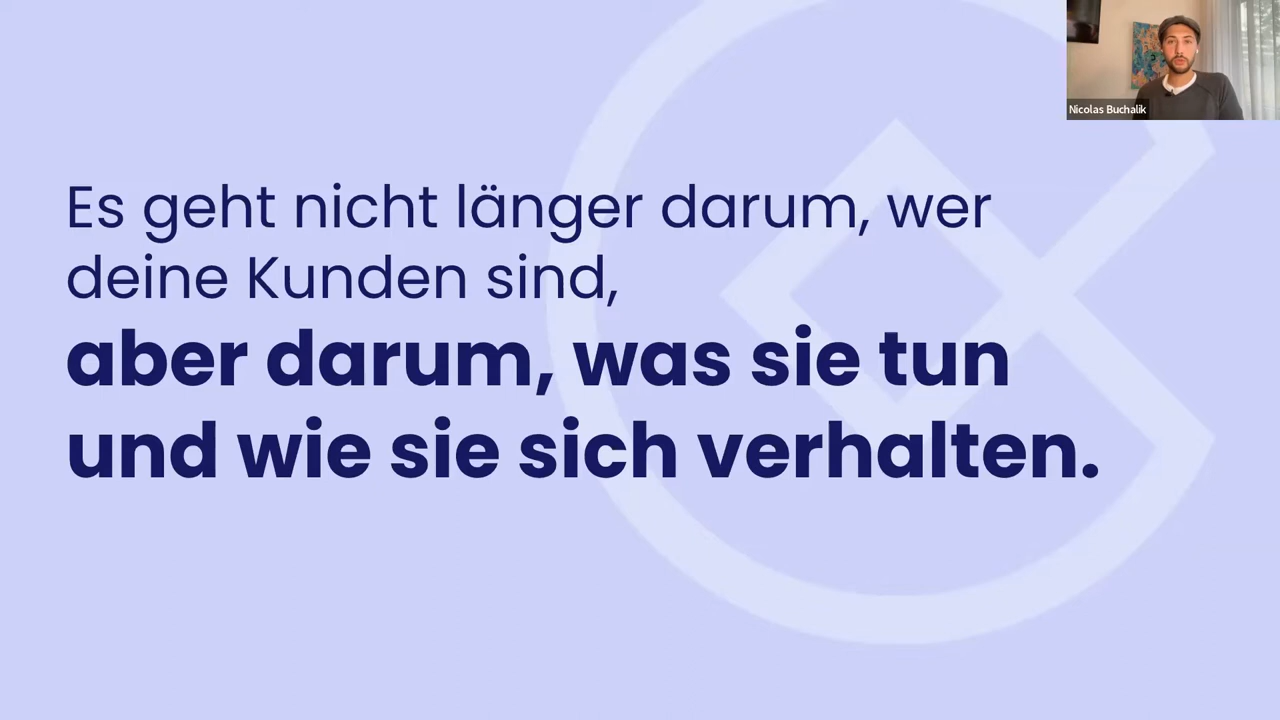 Nicolas Buchalik
Es geht nicht länger darum, wer
deine Kunden sind,
aber darum, was sie tun
und wie sie sich verhalten.